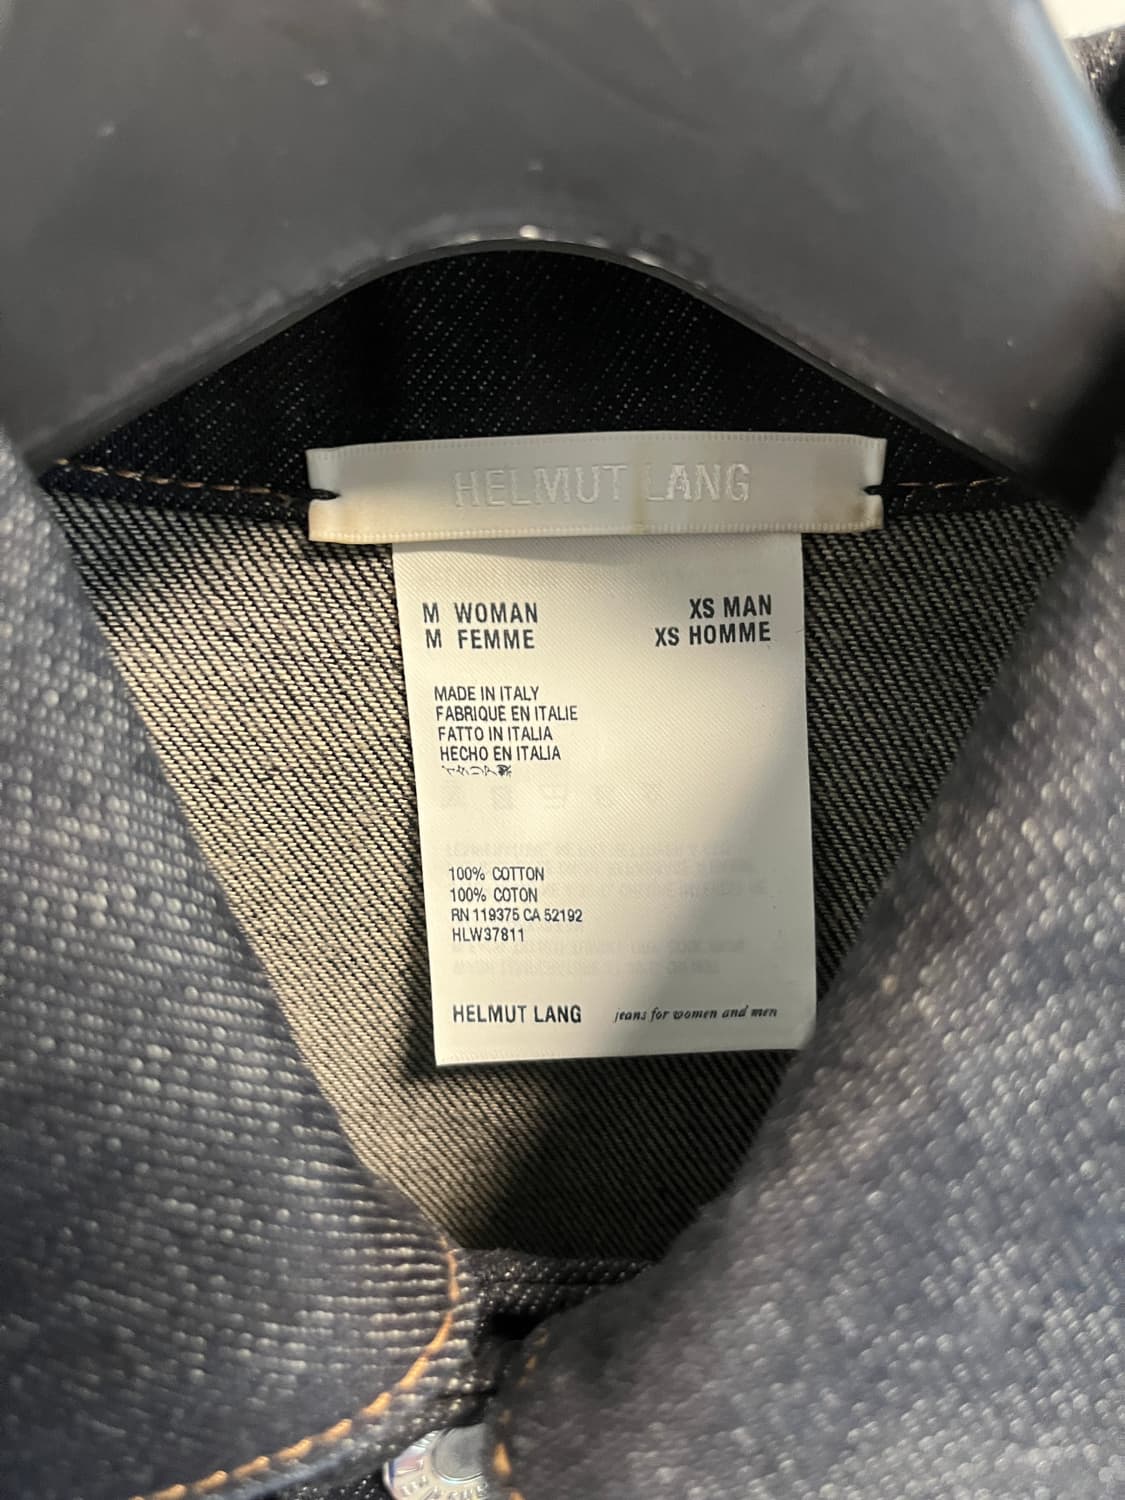 HELMUT LANG
M WOMAN XS MAN
M FEMME XS HOMME
MADE IN ITALY
FABRIQUE EN ITALIE
FATTO IN ITALIA
HECHO EN ITALIA
100% COTTON
100% COTON
RN 119375 CA 52192
HLW37811
HELMUT LANG jeans for women and men